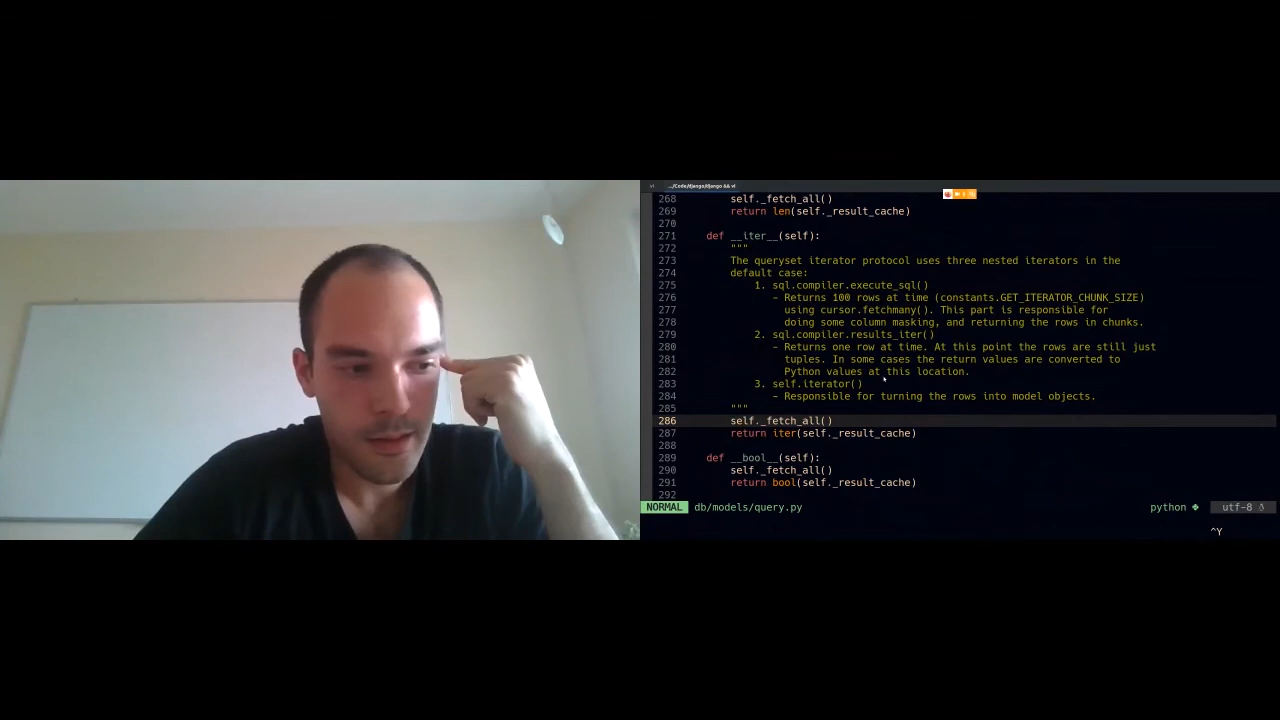 vi .../Code/django/django && vi
268 self._fetch_all()
269 return len(self._result_cache)
270
271 def __iter__(self):
272 """
273 The queryset iterator protocol uses three nested iterators in the
274 default case:
275 1. sql.compiler.execute_sql()
276 - Returns 100 rows at time (constants.GET_ITERATOR_CHUNK_SIZE)
277 using cursor.fetchmany(). This part is responsible for
278 doing some column masking, and returning the rows in chunks.
279 2. sql.compiler.results_iter()
280 - Returns one row at time. At this point the rows are still just
281 tuples. In some cases the return values are converted to
282 Python values at this location.
283 3. self.iterator()
284 - Responsible for turning the rows into model objects.
285 """
286 self._fetch_all()
287 return iter(self._result_cache)
288
289 def __bool__(self):
290 self._fetch_all()
291 return bool(self._result_cache)
292
NORMAL db/models/query.py python utf-8
^Y